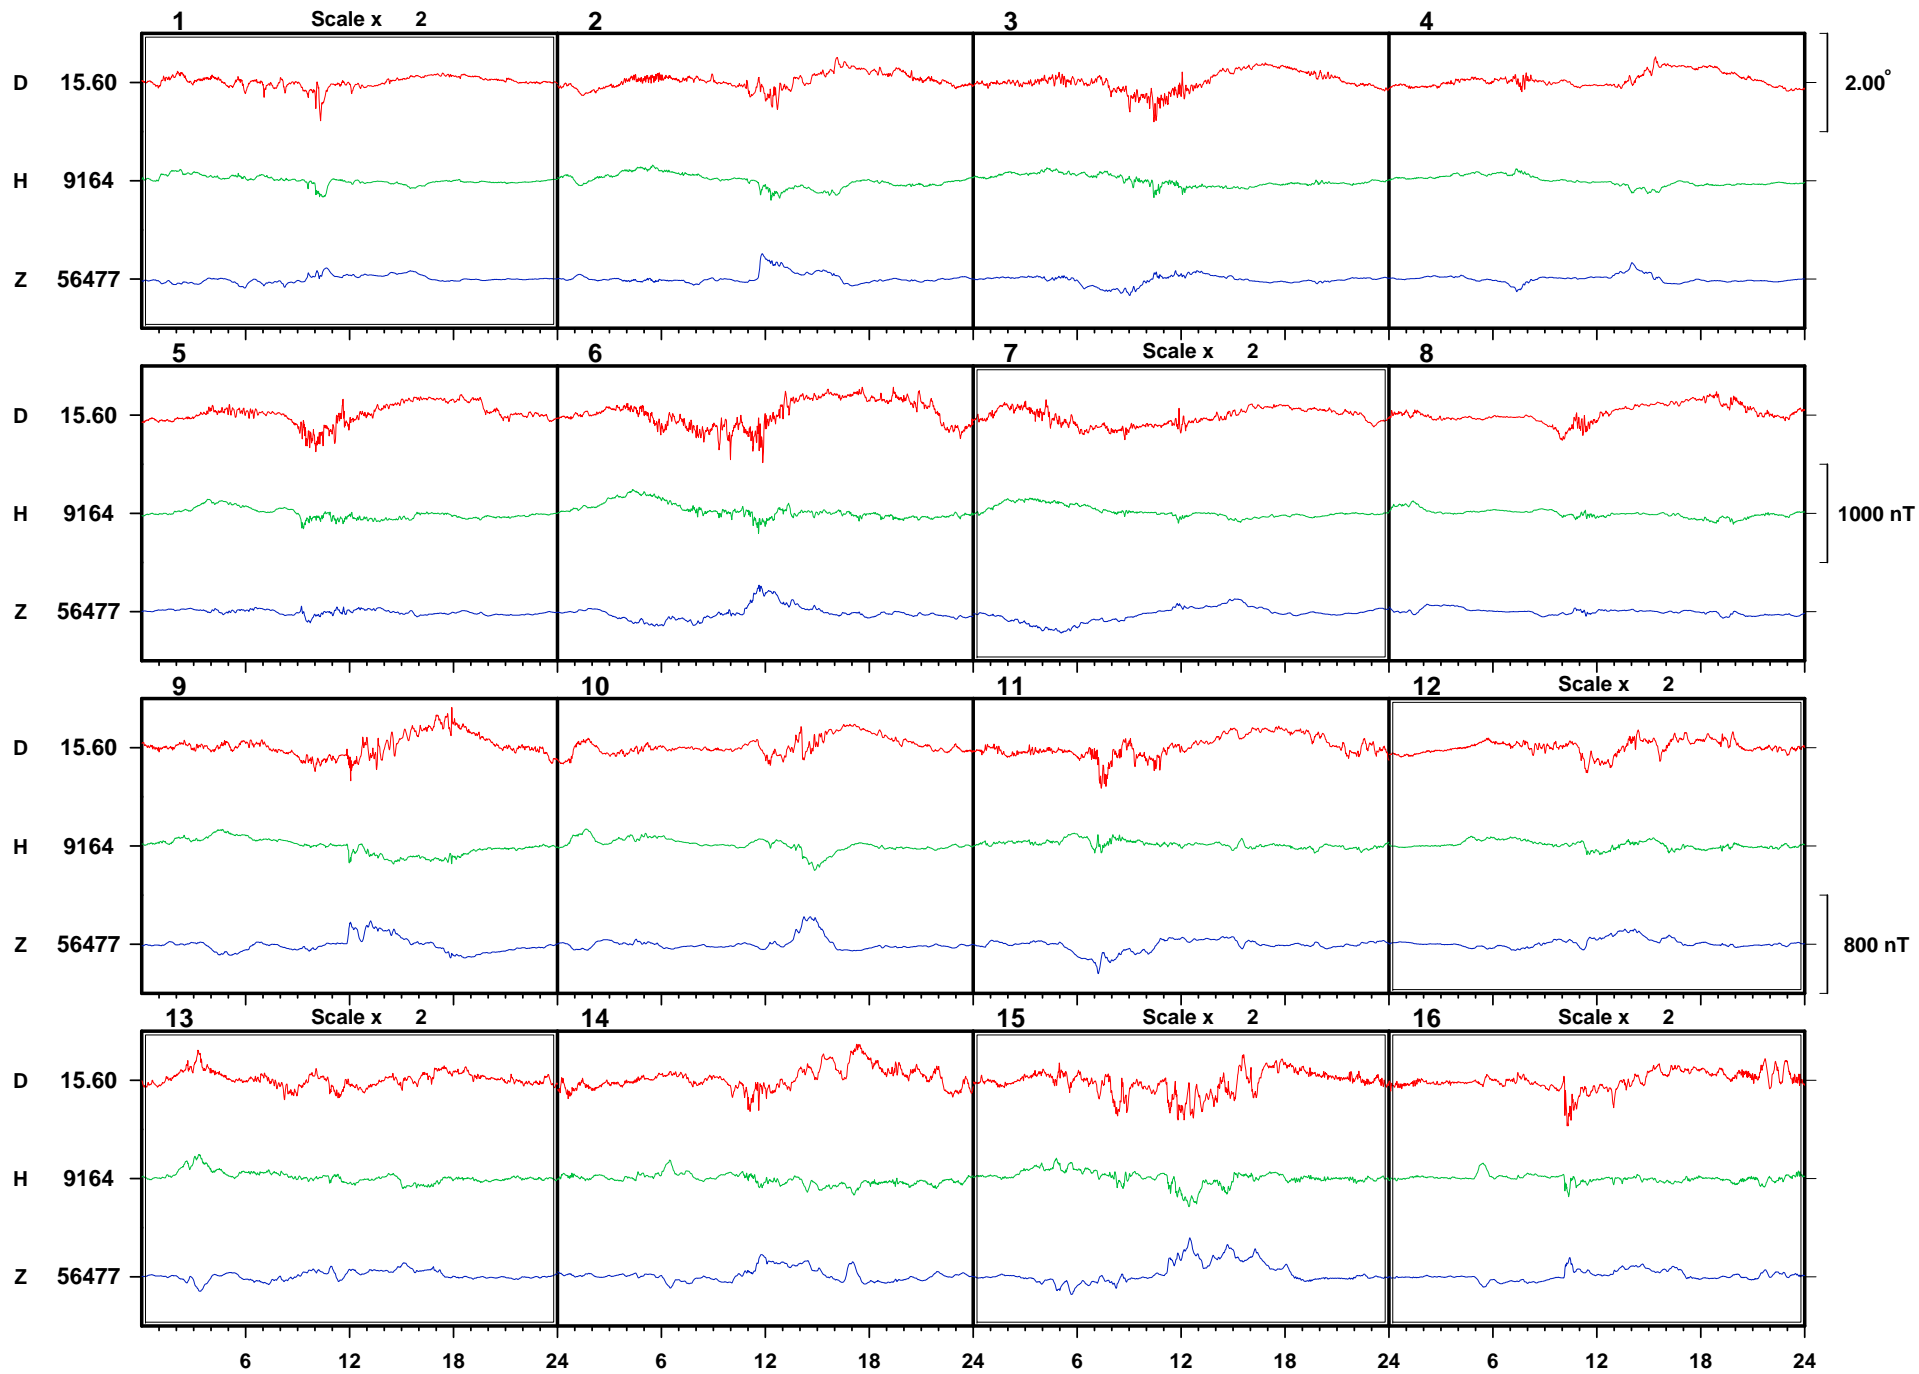 1 Scale x 2 2 3 4
D 15.60 2.00°
H 9164
Z 56477
5 6 7 Scale x 2 8
D 15.60
H 9164 1000 nT
Z 56477
9 10 11 12 Scale x 2
D 15.60
H 9164
Z 56477 800 nT
13 Scale x 2 14 15 Scale x 2 16 Scale x 2
D 15.60
H 9164
Z 56477
6 12 18 24 6 12 18 24 6 12 18 24 6 12 18 24